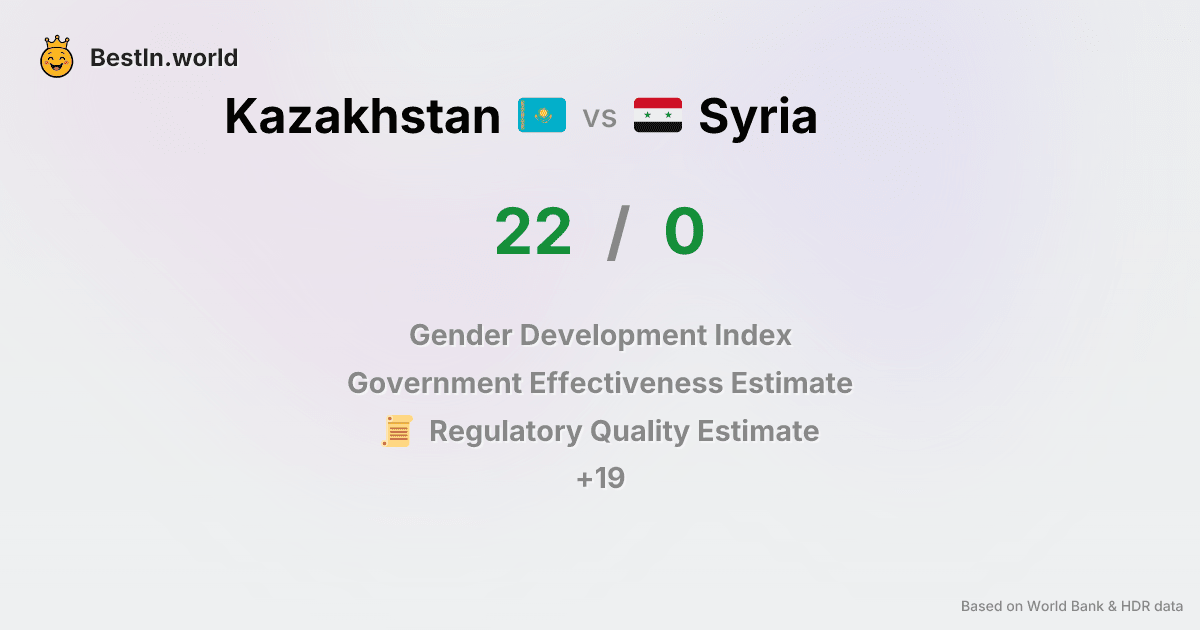 BestIn.world
Kazakhstan vs Syria
22 / 0
Gender Development Index
Government Effectiveness Estimate
Regulatory Quality Estimate
+19
Based on World Bank & HDR data